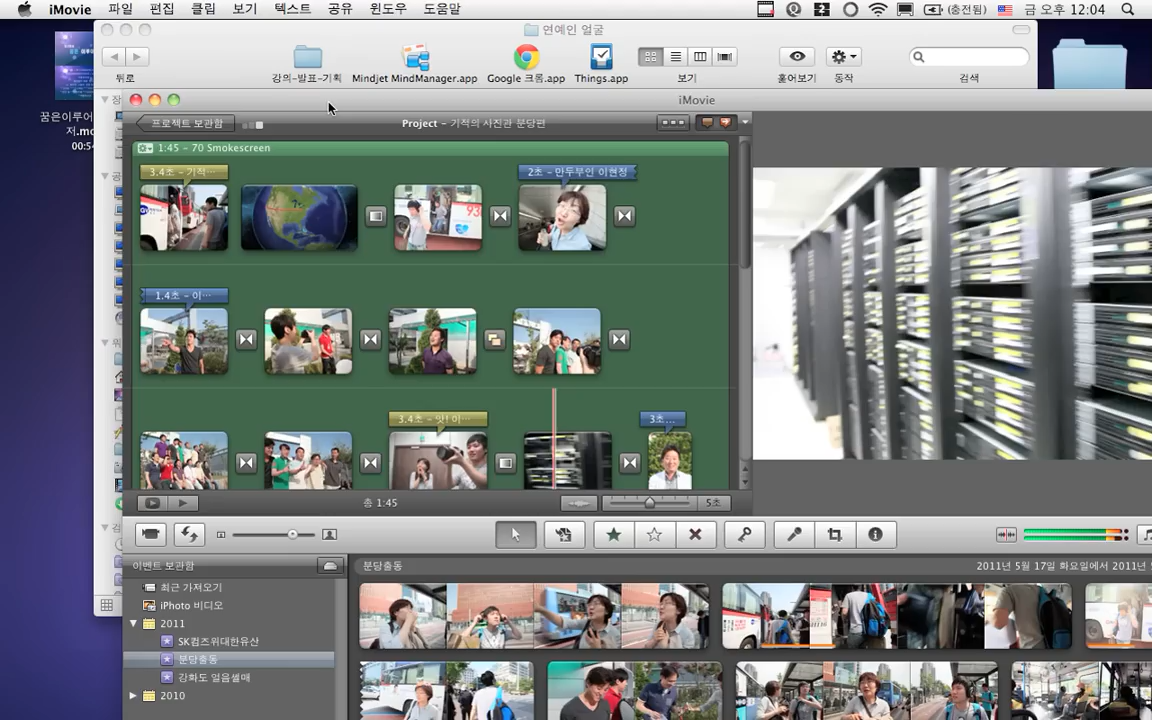 iMovie 파일 편집 클립 보기 텍스트 공유 윈도우 도움말
(충전됨) 금 오후 12:04
연예인 얼굴
뒤로
강의-발표-기획
Mindjet MindManager.app
Google 크롬.app
Things.app
보기
훑어보기
동작
검색
iMovie
프로젝트 보관함
Project - 기적의 사진관 분당편
1:45 - 70 Smokescreen
3.4초 - 기적…
2초 - 만두부인 이현정
93
1.4초 - 이…
3.4초 - 앗! 이…
3초…
총 1:45
5초
이벤트 보관함
분당출동
2011년 5월 17일 화요일에서 2011년 5
최근 가져오기
iPhoto 비디오
2011
SK컴즈위대한유산
분당출동
강화도 얼음썰매
2010
꿈은이루어
저.mo
00:54